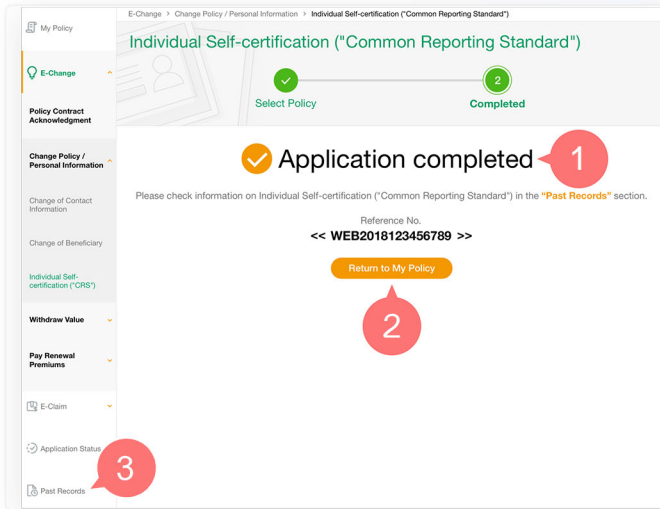 E-Change > Change Policy / Personal Information > Individual Self-certification ("Common Reporting Standard")
My Policy
E-Change
Policy Contract
Acknowledgment
Change Policy /
Personal Information
Change of Contact
Information
Change of Beneficiary
Individual Self-
certification ("CRS")
Withdraw Value
Pay Renewal
Premiums
E-Claim
Application Status
Past Records
3
Individual Self-certification ("Common Reporting Standard")
2
Select Policy
Completed
Application completed
1
Please check information on Individual Self-certification ("Common Reporting Standard") in the “Past Records” section.
Reference No.
<< WEB2018123456789 >>
Return to My Policy
2